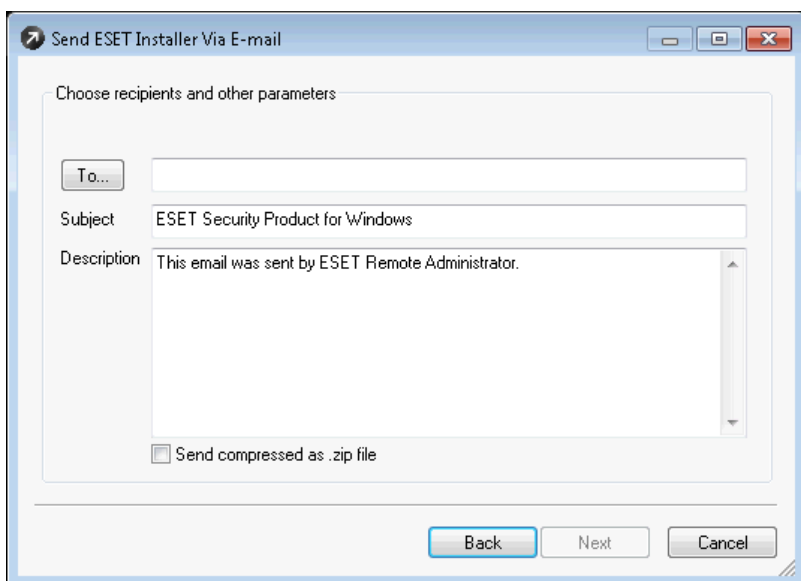 Send ESET Installer Via E-mail
Choose recipients and other parameters
To...
Subject ESET Security Product for Windows
Description This email was sent by ESET Remote Administrator.
Send compressed as .zip file
Back Next Cancel